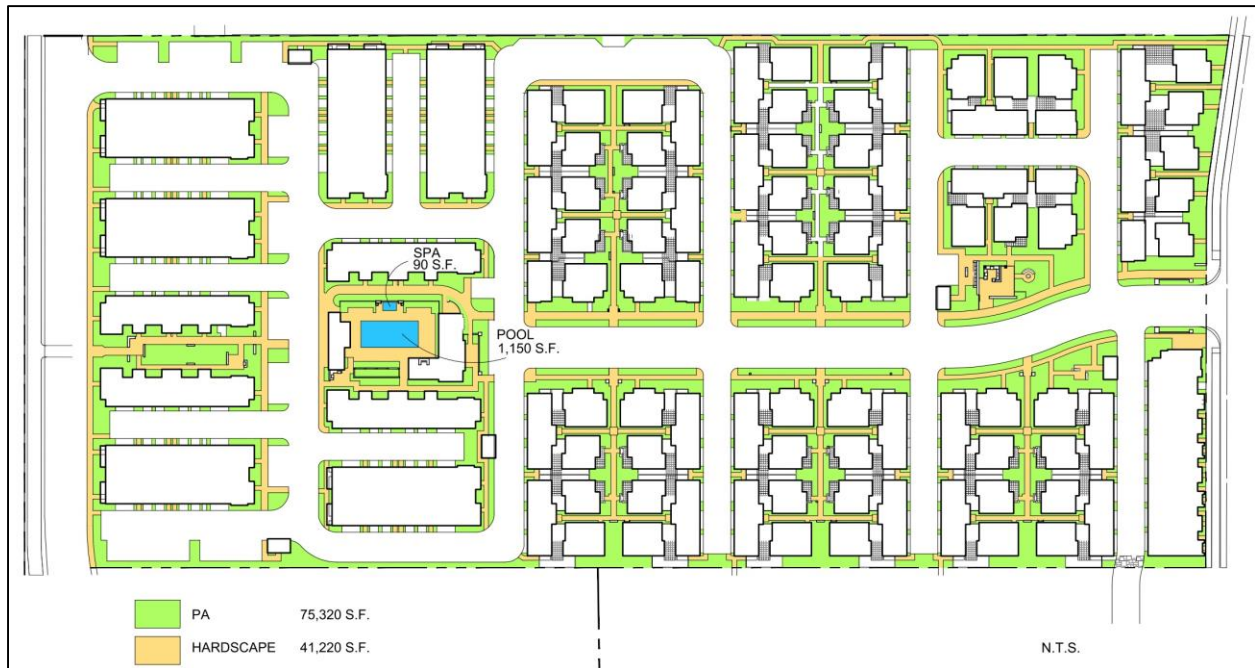 SPA
90 S.F.
POOL
1,150 S.F.
PA 75,320 S.F.
HARDSCAPE 41,220 S.F.
N.T.S.